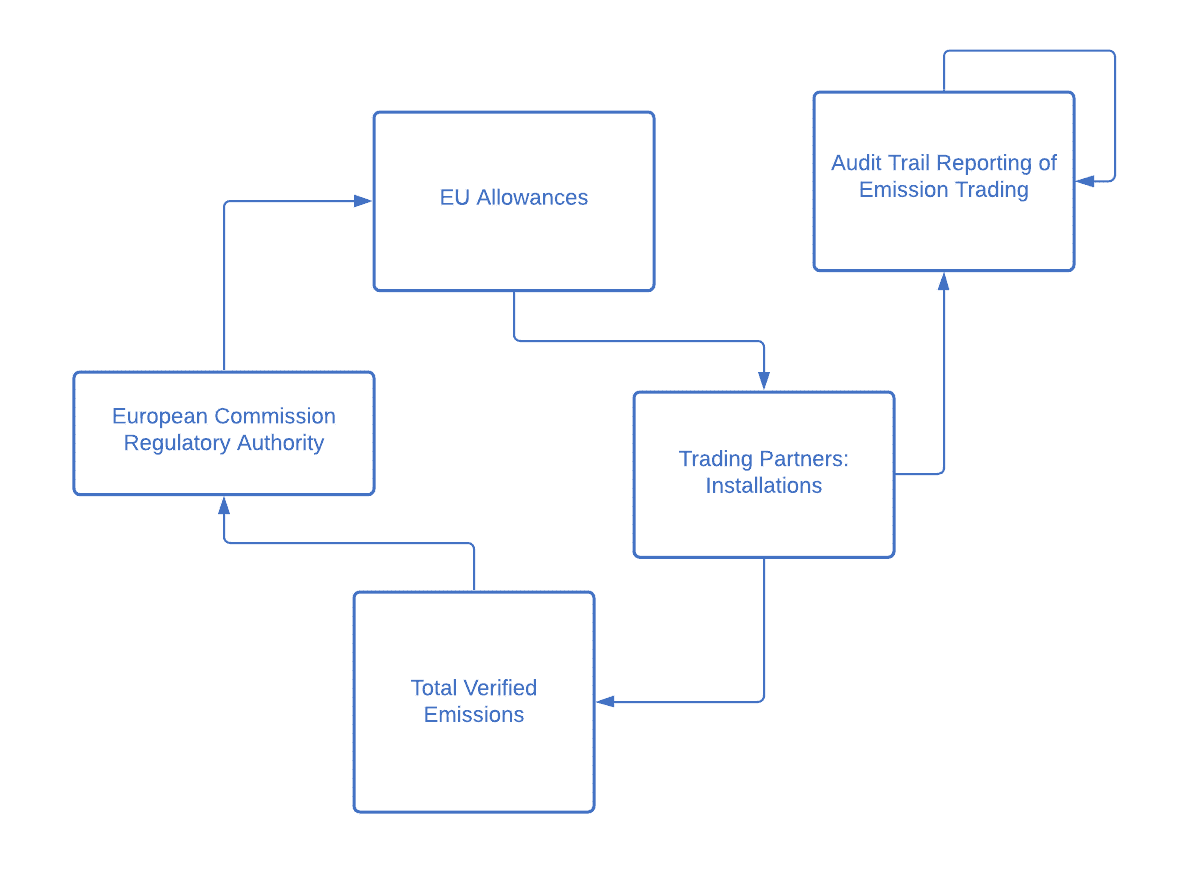 Audit Trail Reporting of
Emission Trading
EU Allowances
European Commission
Regulatory Authority
Trading Partners:
Installations
Total Verified
Emissions